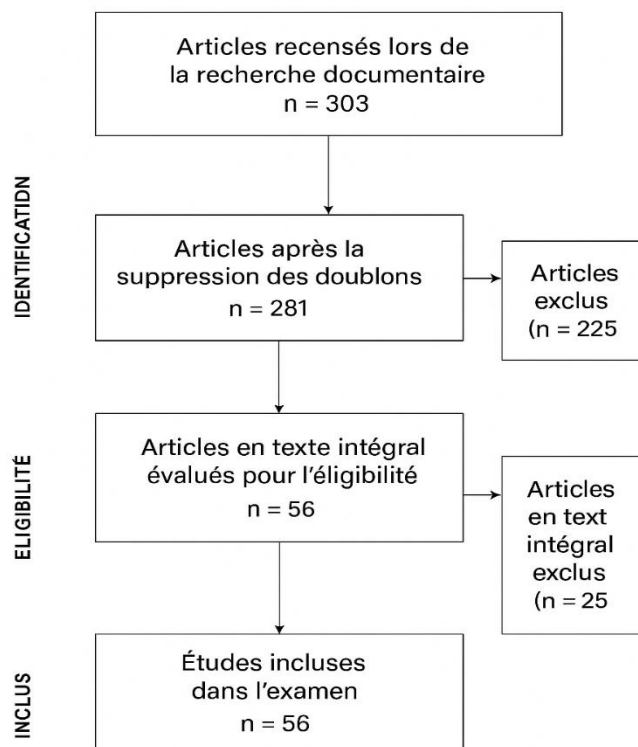 Articles recensés lors de
la recherche documentaire
n = 303
IDENTIFICATION
Articles après la
suppression des doublons
n = 281
Articles
exclus
(n = 225
ELIGIBILITÉ
Articles en texte intégral
évalués pour l'éligibilité
n = 56
Articles
en text
intégral
exclus
(n = 25
INCLUS
Études incluses
dans l'examen
n = 56